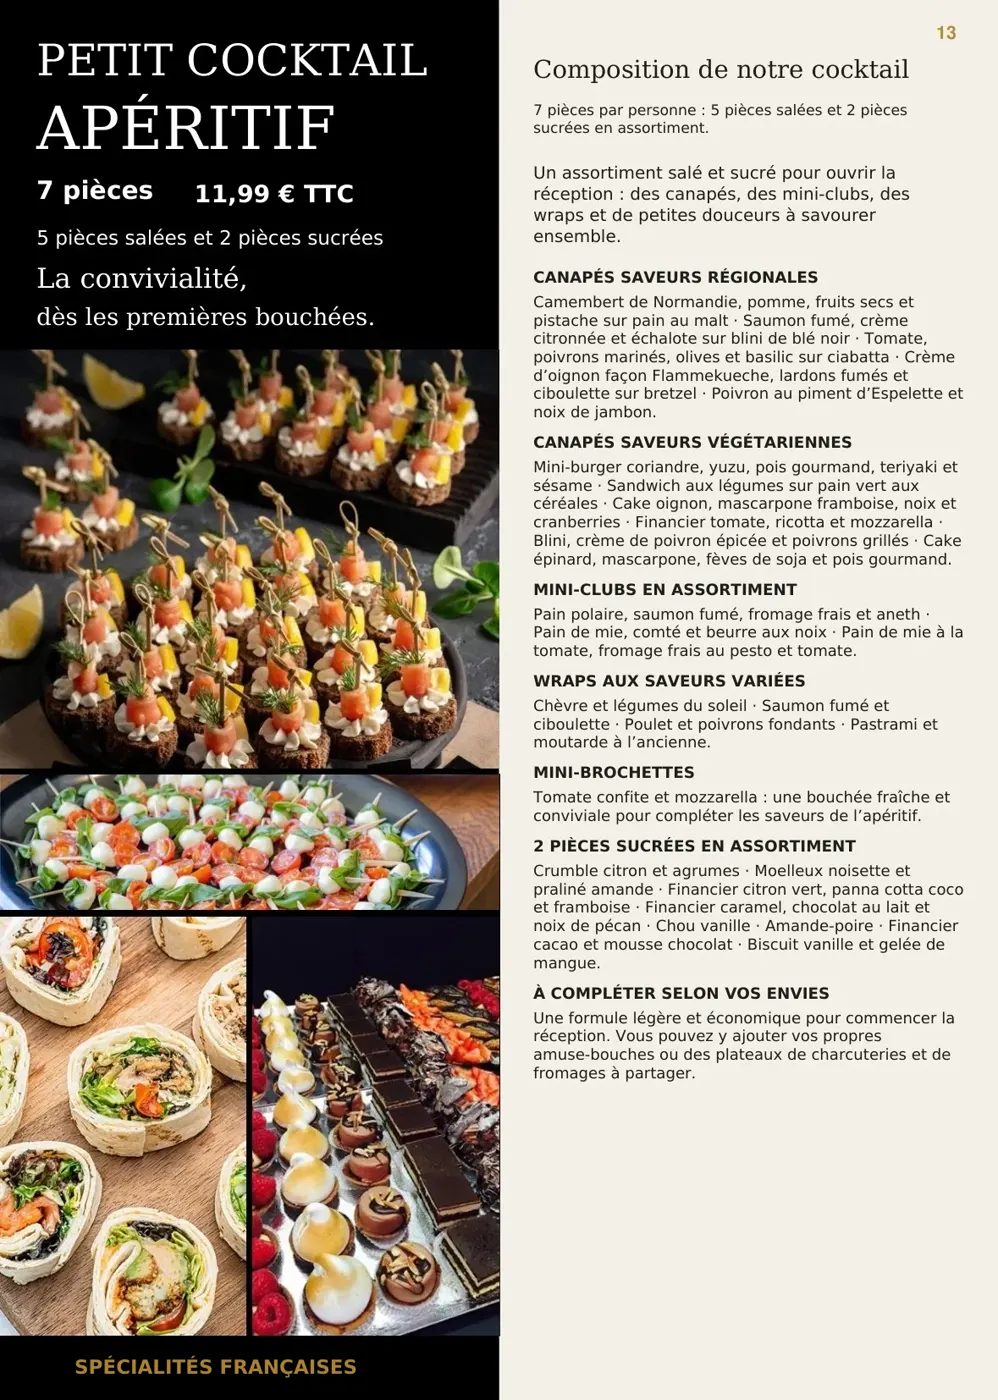 PETIT COCKTAIL
APÉRITIF
7 pièces 11,99 € TTC
5 pièces salées et 2 pièces sucrées
La convivialité,
dès les premières bouchées.
SPÉCIALITÉS FRANÇAISES
13
Composition de notre cocktail
7 pièces par personne : 5 pièces salées et 2 pièces
sucrées en assortiment.
Un assortiment salé et sucré pour ouvrir la
réception : des canapés, des mini-clubs, des
wraps et de petites douceurs à savourer
ensemble.
CANAPÉS SAVEURS RÉGIONALES
Camembert de Normandie, pomme, fruits secs et
pistache sur pain au malt · Saumon fumé, crème
citronnée et échalote sur blini de blé noir · Tomate,
poivrons marinés, olives et basilic sur ciabatta · Crème
d’oignon façon Flammekueche, lardons fumés et
ciboulette sur bretzel · Poivron au piment d’Espelette et
noix de jambon.
CANAPÉS SAVEURS VÉGÉTARIENNES
Mini-burger coriandre, yuzu, pois gourmand, teriyaki et
sésame · Sandwich aux légumes sur pain vert aux
céréales · Cake oignon, mascarpone framboise, noix et
cranberries · Financier tomate, ricotta et mozzarella ·
Blini, crème de poivron épicée et poivrons grillés · Cake
épinard, mascarpone, fèves de soja et pois gourmand.
MINI-CLUBS EN ASSORTIMENT
Pain polaire, saumon fumé, fromage frais et aneth ·
Pain de mie, comté et beurre aux noix · Pain de mie à la
tomate, fromage frais au pesto et tomate.
WRAPS AUX SAVEURS VARIÉES
Chèvre et légumes du soleil · Saumon fumé et
ciboulette · Poulet et poivrons fondants · Pastrami et
moutarde à l’ancienne.
MINI-BROCHETTES
Tomate confite et mozzarella : une bouchée fraîche et
conviviale pour compléter les saveurs de l’apéritif.
2 PIÈCES SUCRÉES EN ASSORTIMENT
Crumble citron et agrumes · Moelleux noisette et
praliné amande · Financier citron vert, panna cotta coco
et framboise · Financier caramel, chocolat au lait et
noix de pécan · Chou vanille · Amande-poire · Financier
cacao et mousse chocolat · Biscuit vanille et gelée de
mangue.
À COMPLÉTER SELON VOS ENVIES
Une formule légère et économique pour commencer la
réception. Vous pouvez y ajouter vos propres
amuse-bouches ou des plateaux de charcuteries et de
fromages à partager.